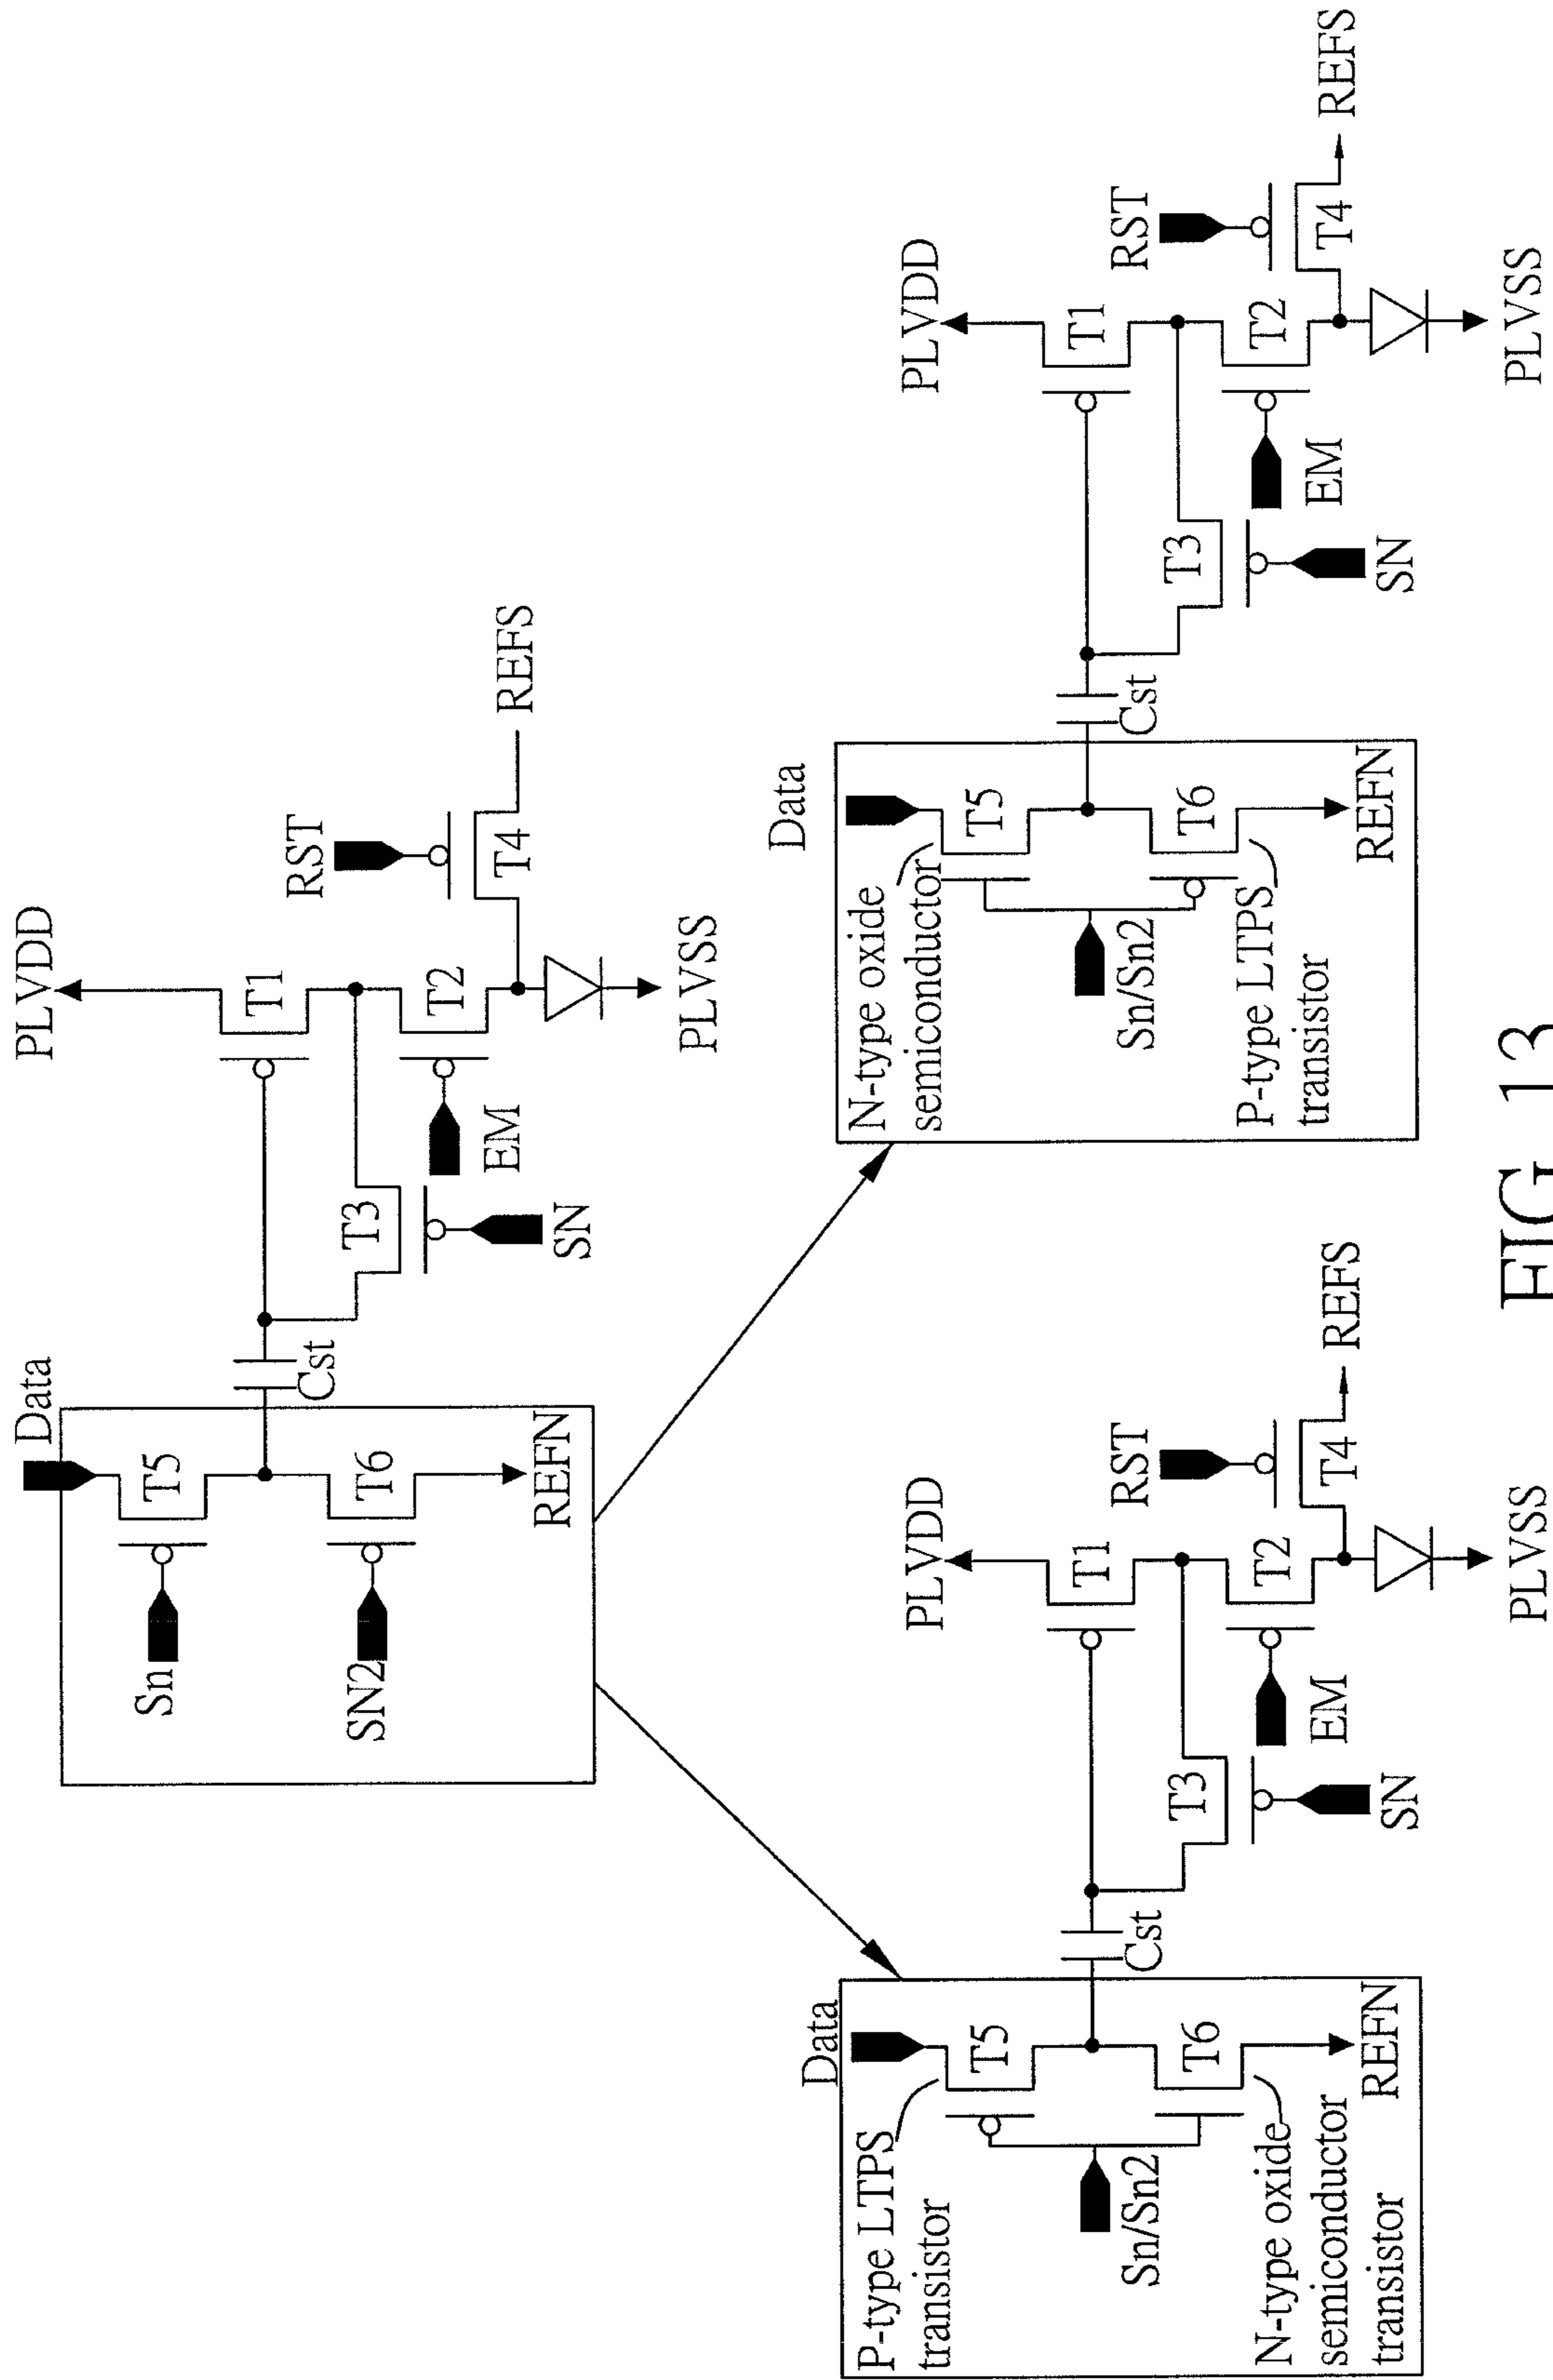 PLVDD
Data
RST
T1
T5
Sn
Cst
T3
T2
T4
REFS
T6
SN2
EM
SN
REFN
PLVSS
Data
PLVDD
P-type LTPS
transistor
T5
RST
T1
Cst
Sn/Sn2
T3
T2
T4
REFS
T6
EM
N-type oxide
semiconductor
transistor
SN
REFN
PLVSS
Data
PLVDD
N-type oxide
semiconductor
T5
RST
T1
Cst
Sn/Sn2
T3
T2
T4
REFS
T6
EM
P-type LTPS
transistor
SN
REFN
PLVSS
FIG. 13